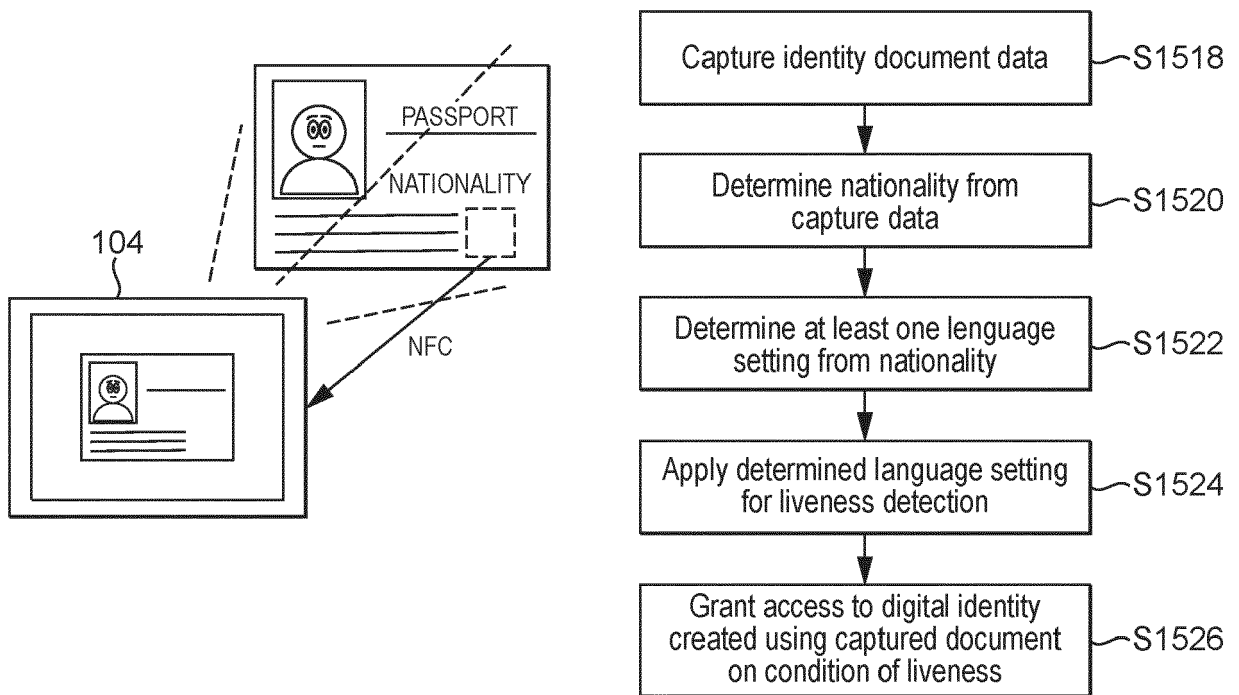 PASSPORT
NATIONALITY
104
NFC
Capture identity document data
S1518
Determine nationality from
capture data
S1520
Determine at least one lenguage
setting from nationality
S1522
Apply determined language setting
for liveness detection
S1524
Grant access to digital identity
created using captured document
on condition of liveness
S1526